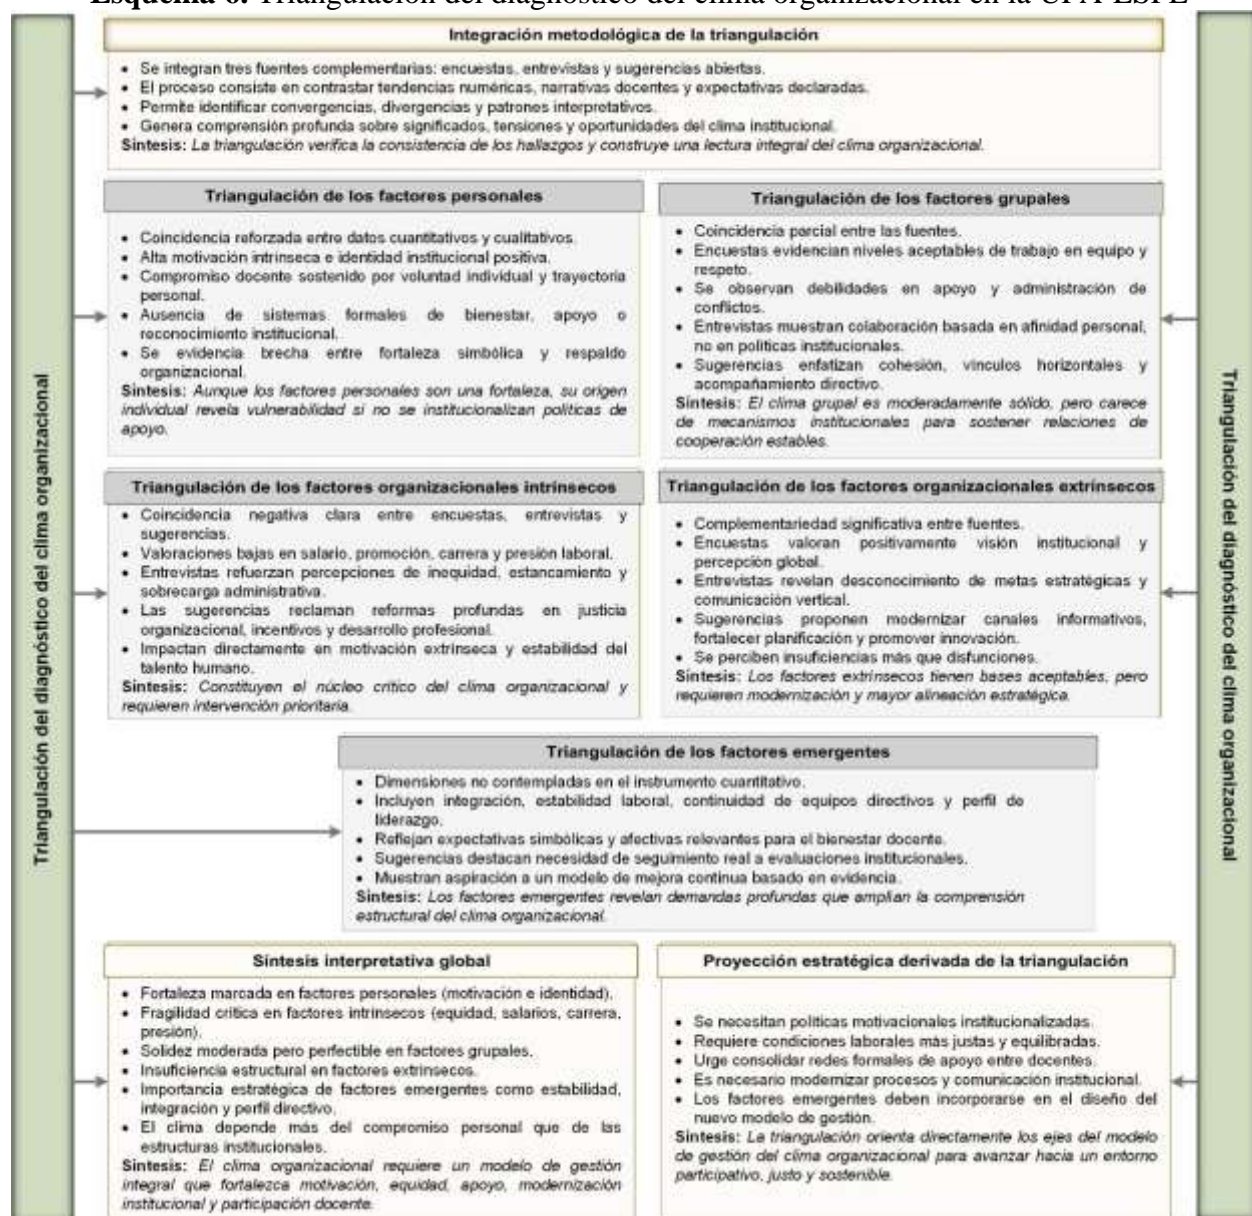 Esquema 6. Triangulación del diagnóstico del clima organizacional en la UFA-ESPE
Triangulación del diagnóstico del clima organizacional
Integración metodológica de la triangulación
• Se integran tres fuentes complementarias: encuestas, entrevistas y sugerencias abiertas.
• El proceso consiste en contrastar tendencias numéricas, narrativas docentes y expectativas declaradas.
• Permite identificar convergencias, divergencias y patrones interpretativos.
• Genera comprensión profunda sobre significados, tensiones y oportunidades del clima institucional.
Síntesis: La triangulación verifica la consistencia de los hallazgos y construye una lectura integral del clima organizacional.
Triangulación de los factores personales
• Coincidencia reforzada entre datos cuantitativos y cualitativos.
• Alta motivación intrínseca e identidad institucional positiva.
• Compromiso docente sostenido por voluntad individual y trayectoria
personal.
• Ausencia de sistemas formales de bienestar, apoyo o
reconocimiento institucional.
• Se evidencia brecha entre fortaleza simbólica y respaldo
organizacional.
Síntesis: Aunque los factores personales son una fortaleza, su origen
individual revela vulnerabilidad si no se institucionalizan políticas de
apoyo.
Triangulación de los factores grupales
• Coincidencia parcial entre las fuentes.
• Encuestas evidencian niveles aceptables de trabajo en equipo y
respeto.
• Se observan debilidades en apoyo y administración de
conflictos.
• Entrevistas muestran colaboración basada en afinidad personal,
no en políticas institucionales.
• Sugerencias enfatizan cohesión, vínculos horizontales y
acompañamiento directivo.
Síntesis: El clima grupal es moderadamente sólido, pero carece
de mecanismos institucionales para sostener relaciones de
cooperación estables.
Triangulación de los factores organizacionales intrínsecos
• Coincidencia negativa clara entre encuestas, entrevistas y
sugerencias.
• Valoraciones bajas en salario, promoción, carrera y presión laboral.
• Entrevistas refuerzan percepciones de inequidad, estancamiento y
sobrecarga administrativa.
• Las sugerencias reclaman reformas profundas en justicia
organizacional, incentivos y desarrollo profesional.
• Impactan directamente en motivación extrínseca y estabilidad del
talento humano.
Síntesis: Constituyen el núcleo crítico del clima organizacional y
requieren intervención prioritaria.
Triangulación de los factores organizacionales extrínsecos
• Complementariedad significativa entre fuentes.
• Encuestas valoran positivamente visión institucional y
percepción global.
• Entrevistas revelan desconocimiento de metas estratégicas y
comunicación vertical.
• Sugerencias proponen modernizar canales informativos,
fortalecer planificación y promover innovación.
• Se perciben insuficiencias más que disfunciones.
Síntesis: Los factores extrínsecos tienen bases aceptables, pero
requieren modernización y mayor alineación estratégica.
Triangulación de los factores emergentes
• Dimensiones no contempladas en el instrumento cuantitativo.
• Incluyen integración, estabilidad laboral, continuidad de equipos directivos y perfil de
liderazgo.
• Reflejan expectativas simbólicas y afectivas relevantes para el bienestar docente.
• Sugerencias destacan necesidad de seguimiento real a evaluaciones institucionales.
• Muestran aspiración a un modelo de mejora continua basado en evidencia.
Síntesis: Los factores emergentes revelan demandas profundas que amplían la comprensión
estructural del clima organizacional.
Síntesis interpretativa global
• Fortaleza marcada en factores personales (motivación e identidad).
• Fragilidad crítica en factores intrínsecos (equidad, salarios, carrera,
presión).
• Solidez moderada pero perfectible en factores grupales.
• Insuficiencia estructural en factores extrínsecos.
• Importancia estratégica de factores emergentes como estabilidad,
integración y perfil directivo.
• El clima depende más del compromiso personal que de las
estructuras institucionales.
Síntesis: El clima organizacional requiere un modelo de gestión
integral que fortalezca motivación, equidad, apoyo, modernización
institucional y participación docente.
Proyección estratégica derivada de la triangulación
• Se necesitan políticas motivacionales institucionalizadas.
• Requiere condiciones laborales más justas y equilibradas.
• Urge consolidar redes formales de apoyo entre docentes.
• Es necesario modernizar procesos y comunicación institucional.
• Los factores emergentes deben incorporarse en el diseño del
nuevo modelo de gestión.
Síntesis: La triangulación orienta directamente los ejes del modelo
de gestión del clima organizacional para avanzar hacia un entorno
participativo, justo y sostenible.
Triangulación del diagnóstico del clima organizacional